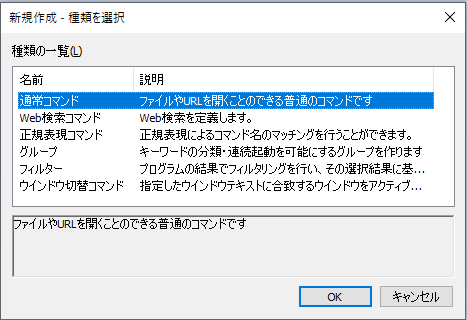 新規作成 - 種類を選択
種類の一覧(L)
名前 説明
通常コマンド ファイルやURLを開くことのできる普通のコマンドです
Web検索コマンド Web検索を定義します。
正規表現コマンド 正規表現によるコマンド名のマッチングを行うことができます。
グループ キーワードの分類・連続起動を可能にするグループを作ります
フィルター プログラムの結果でフィルタリングを行い、その選択結果に基...
ウインドウ切替コマンド 指定したウインドウテキストに合致するウインドウをアクティブ...
ファイルやURLを開くことのできる普通のコマンドです
OK キャンセル